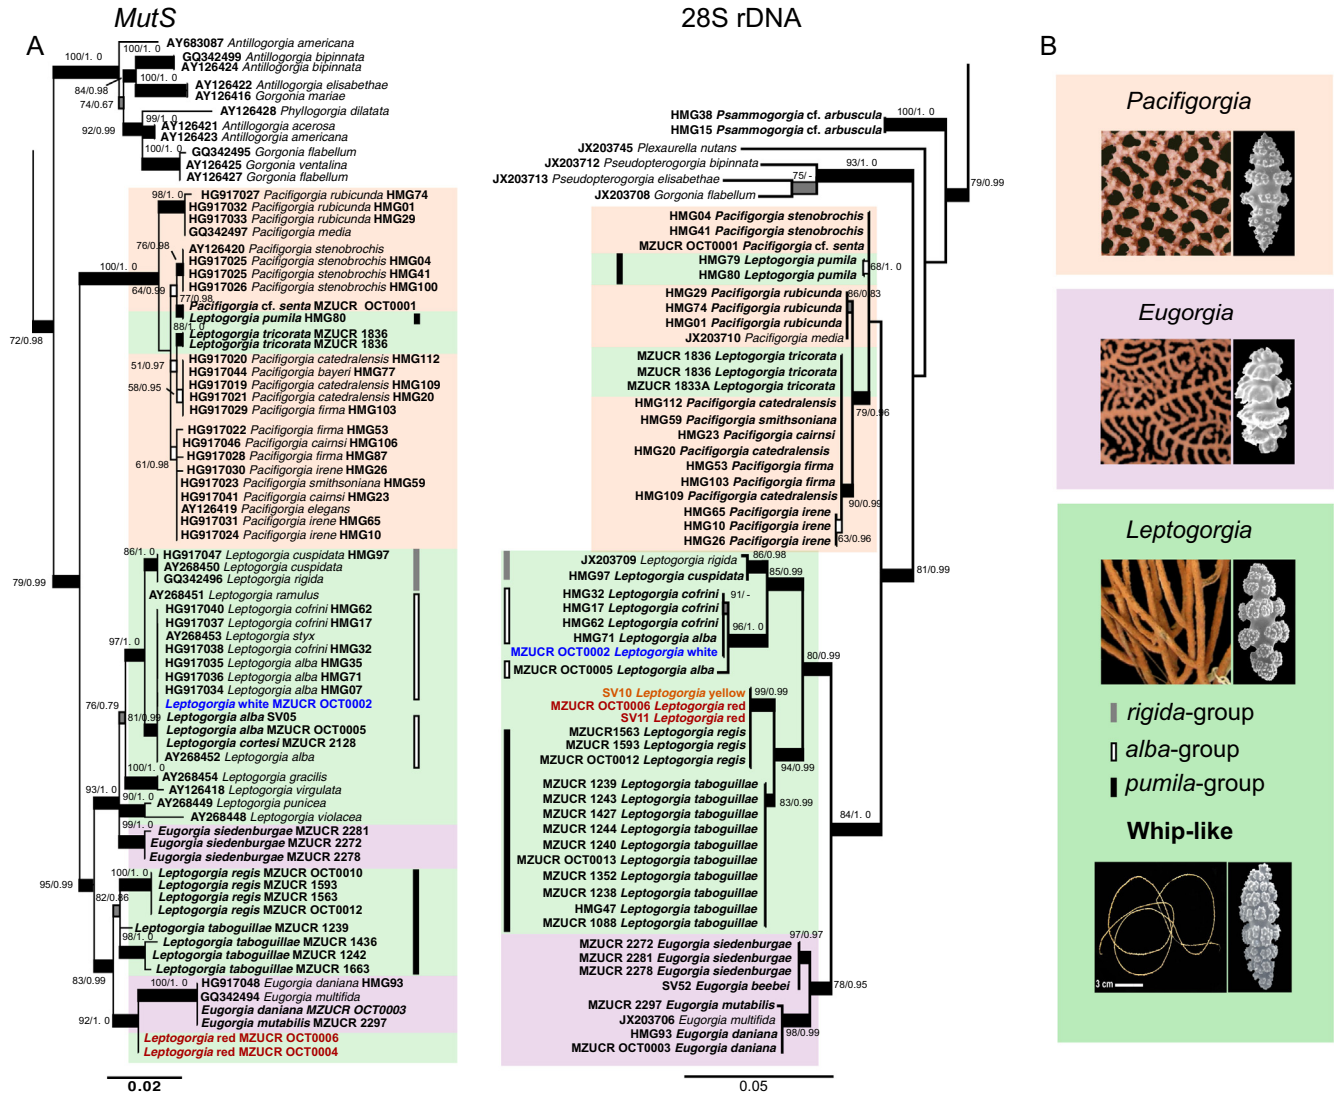 MutS
28S rDNA
A
B
AY683087 Antillogorgia americana
100/1. 0
100/1. 0
GQ342499 Antillogorgia bipinnata
AY126424 Antillogorgia bipinnata
100/1. 0
84/0.98
AY126422 Antillogorgia elisabethae
AY126416 Gorgonia mariae
74/0.67
AY126428 Phyllogorgia dilatata
99/1. 0
92/0.99
AY126421 Antillogorgia acerosa
AY126423 Antillogorgia americana
100/1. 0
GQ342495 Gorgonia flabellum
AY126425 Gorgonia ventalina
AY126427 Gorgonia flabellum
98/1. 0
HG917027 Pacifigorgia rubicunda HMG74
HG917032 Pacifigorgia rubicunda HMG01
HG917033 Pacifigorgia rubicunda HMG29
GQ342497 Pacifigorgia media
76/0.98
AY126420 Pacifigorgia stenobrochis
HG917025 Pacifigorgia stenobrochis HMG04
100/1. 0
HG917025 Pacifigorgia stenobrochis HMG41
64/0.99
HG917026 Pacifigorgia stenobrochis HMG100
77/0.98
Pacifigorgia cf. senta MZUCR OCT0001
Leptogorgia pumila HMG80
88/1. 0
Leptogorgia tricorata MZUCR 1836
Leptogorgia tricorata MZUCR 1836
72/0.98
51/0.97
HG917020 Pacifigorgia catedralensis HMG112
HG917044 Pacifigorgia bayeri HMG77
58/0.95
HG917019 Pacifigorgia catedralensis HMG109
HG917021 Pacifigorgia catedralensis HMG20
HG917029 Pacifigorgia firma HMG103
HG917022 Pacifigorgia firma HMG53
HG917046 Pacifigorgia cairnsi HMG106
HG917028 Pacifigorgia firma HMG87
61/0.98
HG917030 Pacifigorgia irene HMG26
HG917023 Pacifigorgia smithsoniana HMG59
HG917041 Pacifigorgia cairnsi HMG23
AY126419 Pacifigorgia elegans
HG917031 Pacifigorgia irene HMG65
HG917024 Pacifigorgia irene HMG10
79/0.99
86/1. 0
HG917047 Leptogorgia cuspidata HMG97
AY268450 Leptogorgia cuspidata
GQ342496 Leptogorgia rigida
AY268451 Leptogorgia ramulus
HG917040 Leptogorgia cofrini HMG62
HG917037 Leptogorgia cofrini HMG17
AY268453 Leptogorgia styx
97/1. 0
HG917038 Leptogorgia cofrini HMG32
HG917035 Leptogorgia alba HMG35
HG917036 Leptogorgia alba HMG71
HG917034 Leptogorgia alba HMG07
Leptogorgia white MZUCR OCT0002
76/0.79
81/0.99
Leptogorgia alba SV05
Leptogorgia alba MZUCR OCT0005
Leptogorgia cortesi MZUCR 2128
AY268452 Leptogorgia alba
100/1. 0
AY268454 Leptogorgia gracilis
AY126418 Leptogorgia virgulata
93/1. 0
90/1. 0
AY268449 Leptogorgia punicea
AY268448 Leptogorgia violacea
99/1. 0
Eugorgia siedenburgae MZUCR 2281
Eugorgia siedenburgae MZUCR 2272
Eugorgia siedenburgae MZUCR 2278
95/0.99
100/1. 0
Leptogorgia regis MZUCR OCT0010
Leptogorgia regis MZUCR 1593
82/0.86
Leptogorgia regis MZUCR 1563
Leptogorgia regis MZUCR OCT0012
Leptogorgia taboguillae MZUCR 1239
98/1. 0
Leptogorgia taboguillae MZUCR 1436
Leptogorgia taboguillae MZUCR 1242
Leptogorgia taboguillae MZUCR 1663
83/0.99
100/1. 0
HG917048 Eugorgia daniana HMG93
GQ342494 Eugorgia multifida
Eugorgia daniana MZUCR OCT0003
92/1. 0
Eugorgia mutabilis MZUCR 2297
Leptogorgia red MZUCR OCT0006
Leptogorgia red MZUCR OCT0004
0.02
HMG38 Psammogorgia cf. arbuscula
100/1. 0
HMG15 Psammogorgia cf. arbuscula
JX203745 Plexaurella nutans
JX203712 Pseudopterogorgia bipinnata
93/1. 0
JX203713 Pseudopterogorgia elisabethae
75/ -
JX203708 Gorgonia flabellum
79/0.99
HMG04 Pacifigorgia stenobrochis
HMG41 Pacifigorgia stenobrochis
MZUCR OCT0001 Pacifigorgia cf. senta
HMG79 Leptogorgia pumila
68/1. 0
HMG80 Leptogorgia pumila
HMG29 Pacifigorgia rubicunda
86/0.83
HMG74 Pacifigorgia rubicunda
HMG01 Pacifigorgia rubicunda
JX203710 Pacifigorgia media
MZUCR 1836 Leptogorgia tricorata
MZUCR 1836 Leptogorgia tricorata
MZUCR 1833A Leptogorgia tricorata
HMG112 Pacifigorgia catedralensis
79/0.96
HMG59 Pacifigorgia smithsoniana
HMG23 Pacifigorgia cairnsi
HMG20 Pacifigorgia catedralensis
HMG53 Pacifigorgia firma
HMG103 Pacifigorgia firma
HMG109 Pacifigorgia catedralensis
90/0.99
HMG65 Pacifigorgia irene
HMG10 Pacifigorgia irene
HMG26 Pacifigorgia irene
63/0.96
JX203709 Leptogorgia rigida
86/0.98
HMG97 Leptogorgia cuspidata
85/0.99
81/0.99
HMG32 Leptogorgia cofrini
91/ -
HMG17 Leptogorgia cofrini
HMG62 Leptogorgia cofrini
HMG71 Leptogorgia alba
96/1. 0
MZUCR OCT0002 Leptogorgia white
MZUCR OCT0005 Leptogorgia alba
80/0.99
SV10 Leptogorgia yellow
99/0.99
MZUCR OCT0006 Leptogorgia red
SV11 Leptogorgia red
MZUCR1563 Leptogorgia regis
MZUCR 1593 Leptogorgia regis
MZUCR OCT0012 Leptogorgia regis
94/0.99
MZUCR 1239 Leptogorgia taboguillae
MZUCR 1243 Leptogorgia taboguillae
83/0.99
MZUCR 1427 Leptogorgia taboguillae
84/1. 0
MZUCR 1244 Leptogorgia taboguillae
MZUCR 1240 Leptogorgia taboguillae
MZUCR OCT0013 Leptogorgia taboguillae
MZUCR 1352 Leptogorgia taboguillae
MZUCR 1238 Leptogorgia taboguillae
HMG47 Leptogorgia taboguillae
MZUCR 1088 Leptogorgia taboguillae
97/0.97
MZUCR 2272 Eugorgia siedenburgae
MZUCR 2281 Eugorgia siedenburgae
MZUCR 2278 Eugorgia siedenburgae
SV52 Eugorgia beebei
78/0.95
MZUCR 2297 Eugorgia mutabilis
JX203706 Eugorgia multifida
HMG93 Eugorgia daniana
98/0.99
MZUCR OCT0003 Eugorgia daniana
0.05
Pacifigorgia
Eugorgia
Leptogorgia
rigida-group
alba-group
pumila-group
Whip-like
3 cm